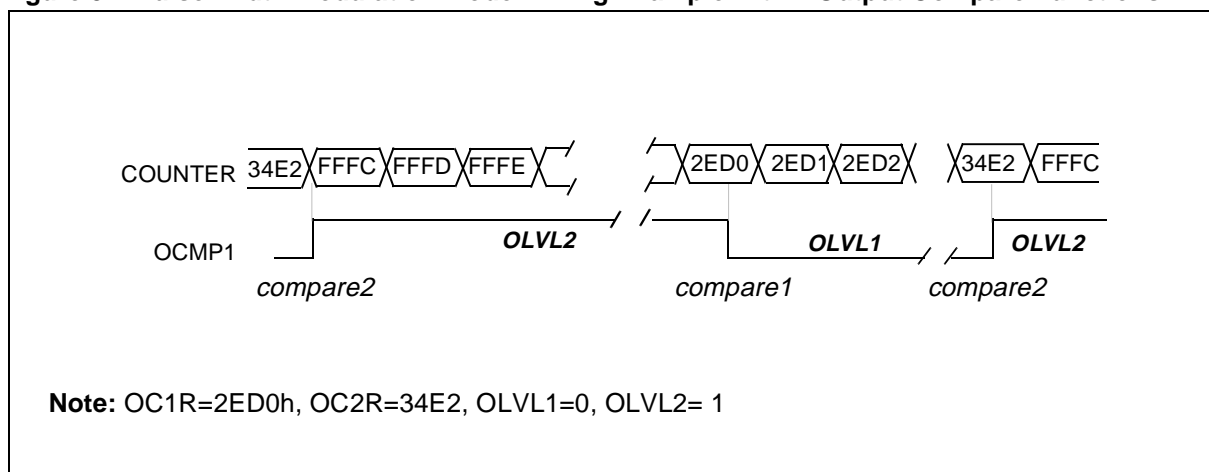 COUNTER 34E2 FFFC FFFD FFFE 2ED0 2ED1 2ED2 34E2 FFFC
OCMP1 OLVL2 OLVL1 OLVL2
compare2 compare1 compare2
Note: OC1R=2ED0h, OC2R=34E2, OLVL1=0, OLVL2= 1